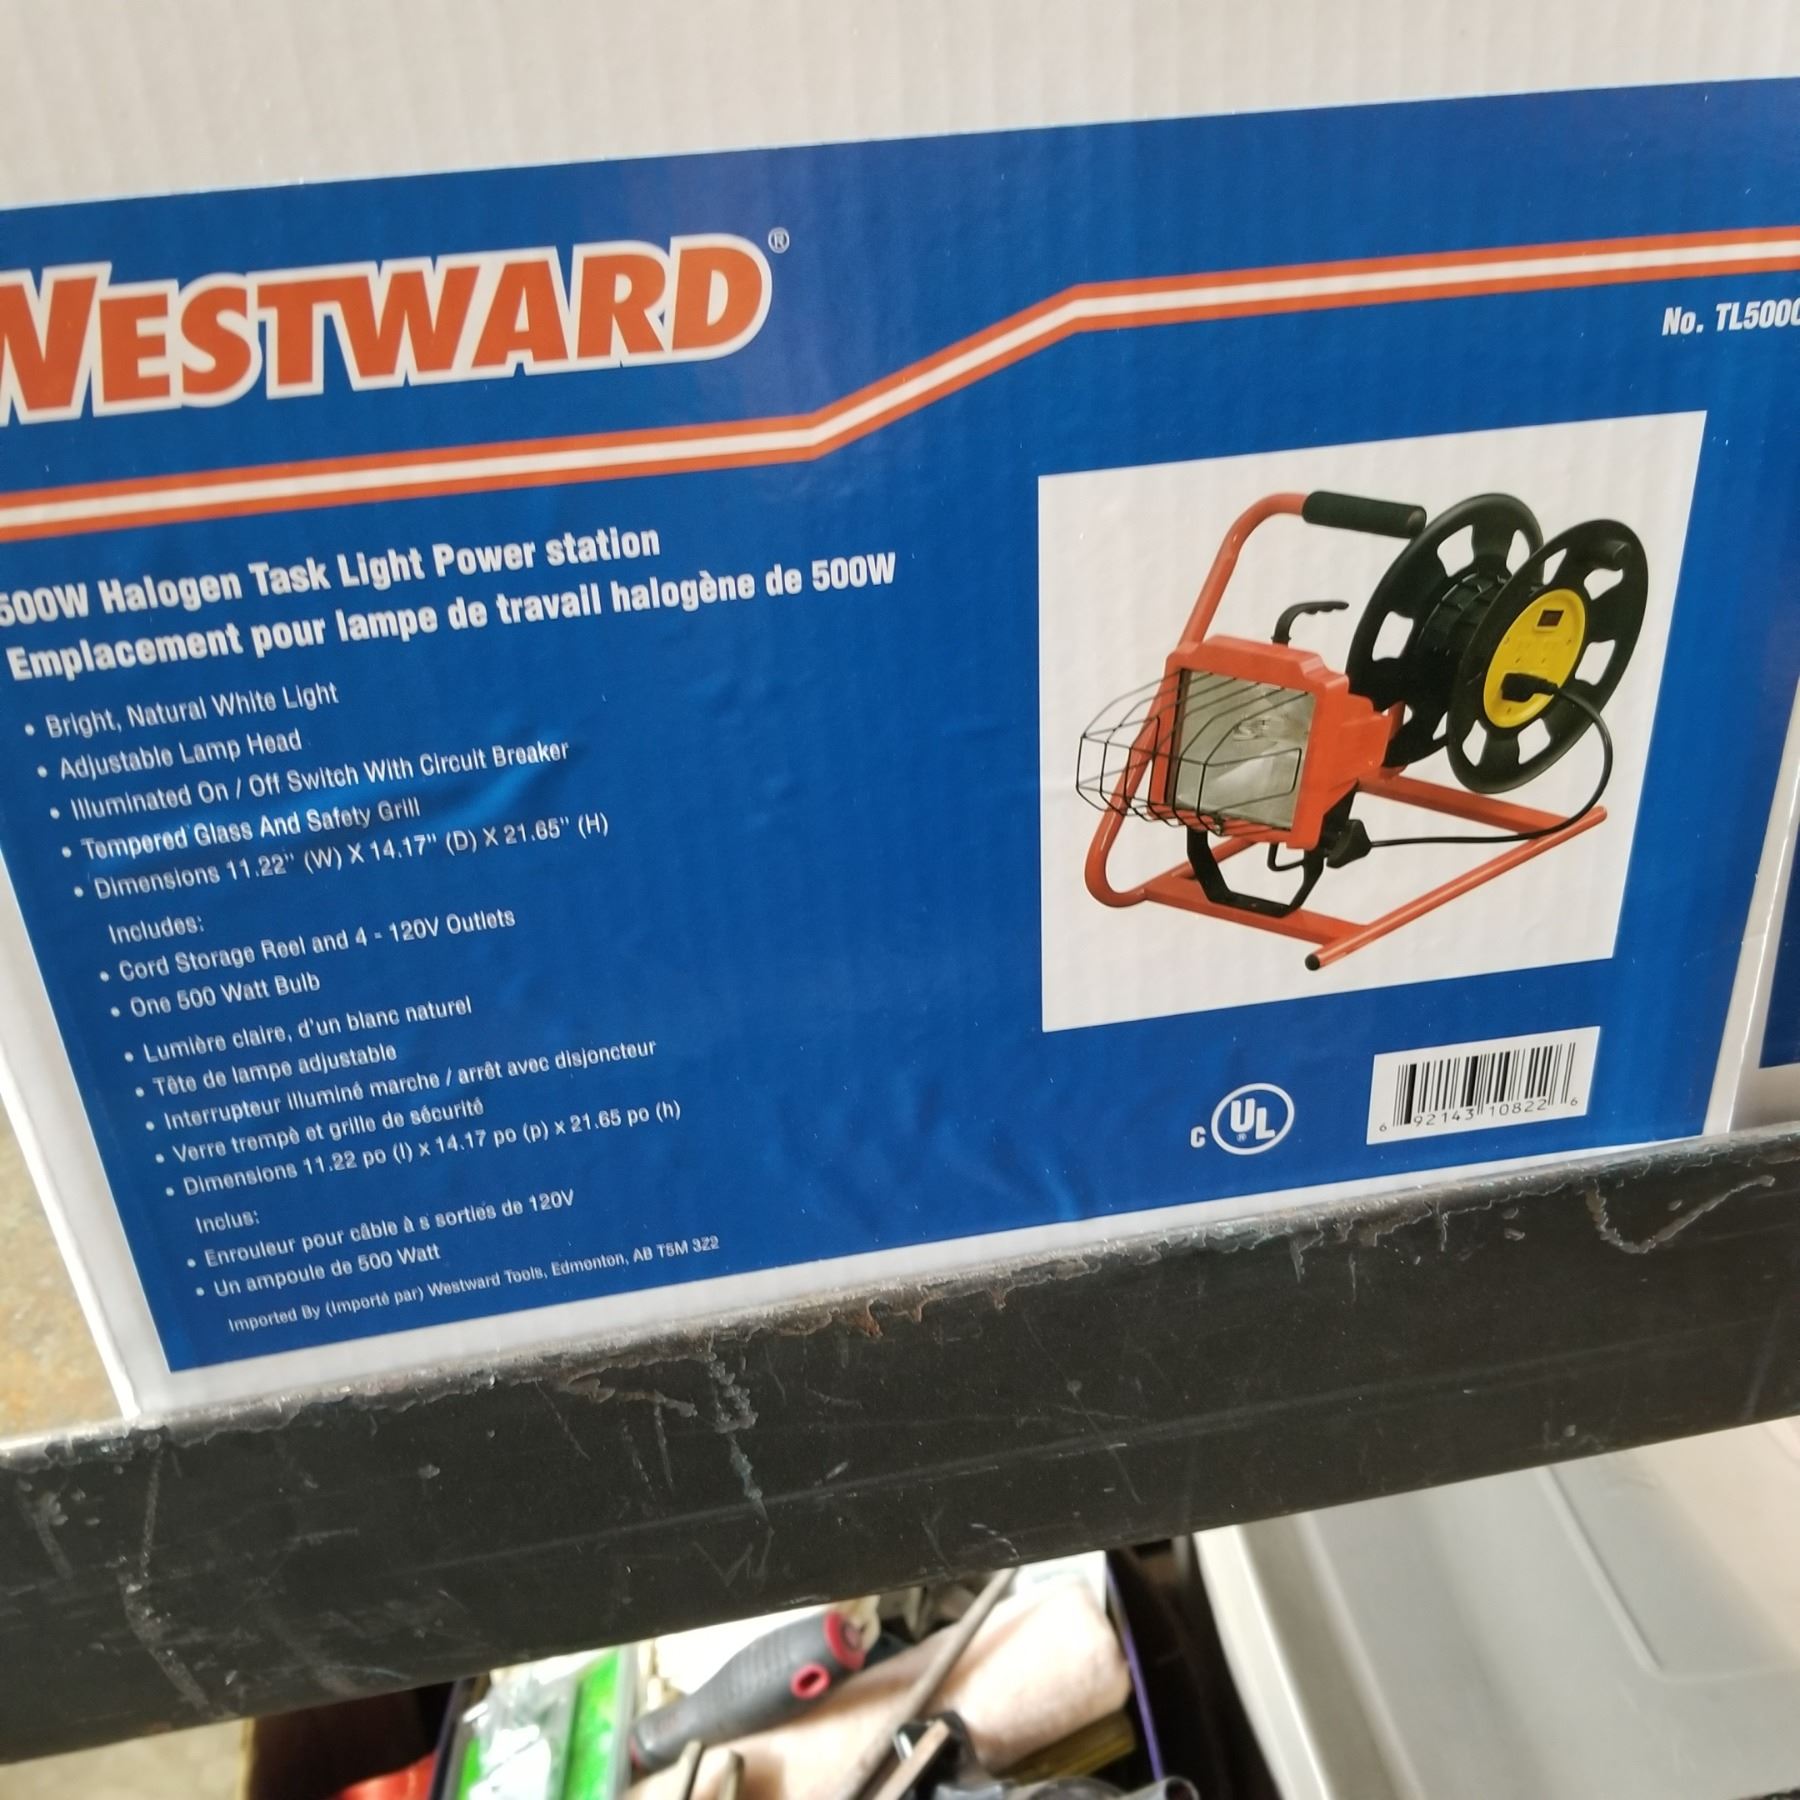 WESTWARD®
No. TL5000
500W Halogen Task Light Power station
Emplacement pour lampe de travail halogène de 500W
• Bright, Natural White Light
• Adjustable Lamp Head
• Illuminated On / Off Switch With Circuit Breaker
• Tempered Glass And Safety Grill
• Dimensions 11.22" (W) X 14.17" (D) X 21.65" (H)
Includes:
• Cord Storage Reel and 4 - 120V Outlets
• One 500 Watt Bulb
• Lumière claire, d'un blanc naturel
• Tête de lampe adjustable
• Interrupteur illuminé marche / arrêt avec disjoncteur
• Verre trempè et grille de sécurité
• Dimensions 11.22 po (l) x 14.17 po (p) x 21.65 po (h)
Inclus:
• Enrouleur pour câble à s sorties de 120V
• Un ampoule de 500 Watt
Imported By (Importé par) Westward Tools, Edmonton, AB T5M 3Z2
C UL®
6 92143 10822 6